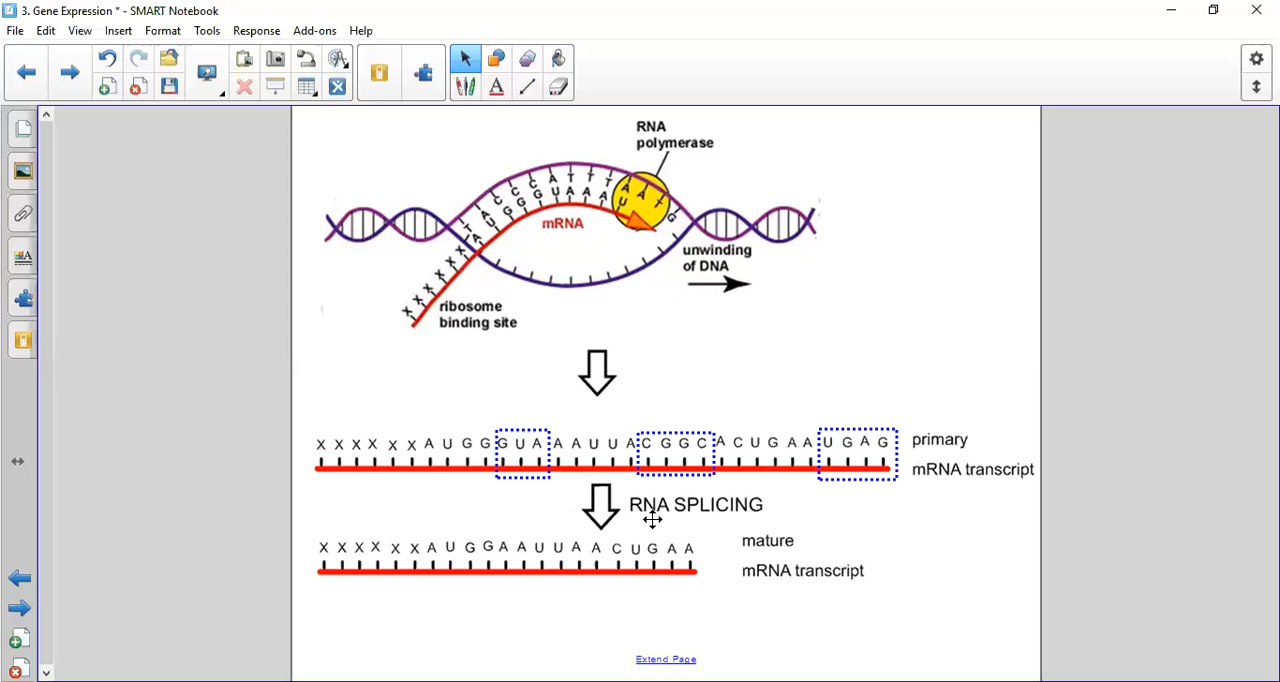 3. Gene Expression * - SMART Notebook
File Edit View Insert Format Tools Response Add-ons Help
RNA
polymerase
T A C C C A T T T A A T G
A U G G G U A A A U
mRNA
unwinding
of DNA
X X X X X X
ribosome
binding site
X X X X X X A U G G G U A A A U U A C G G C A C U G A A U G A G
primary
mRNA transcript
RNA SPLICING
X X X X X X A U G G A A U U A A C U G A A
mature
mRNA transcript
Extend Page